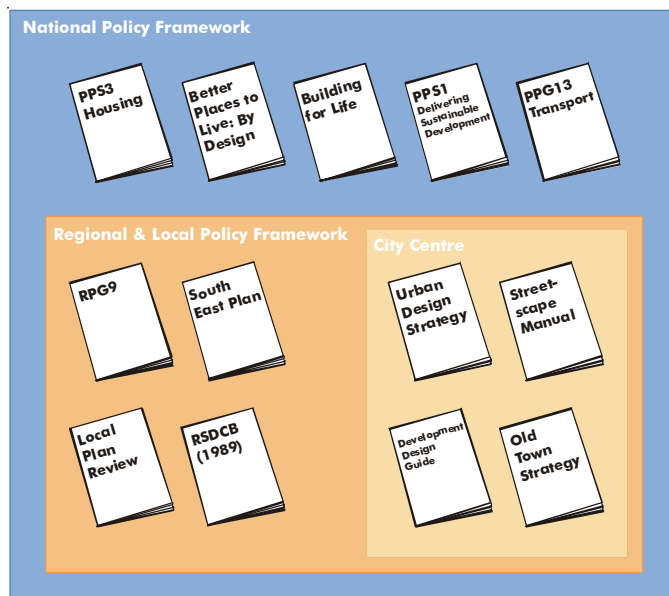 National Policy Framework
PPS3
Housing
Better
Places to
Live: By
Design
Building
for Life
PPS1
Delivering
Sustainable
Development
PPG13
Transport
Regional & Local Policy Framework
City Centre
RPG9
South
East Plan
Urban
Design
Strategy
Street-
scape
Manual
Local
Plan
Review
RSDCB
(1989)
Development
Design
Guide
Old
Town
Strategy